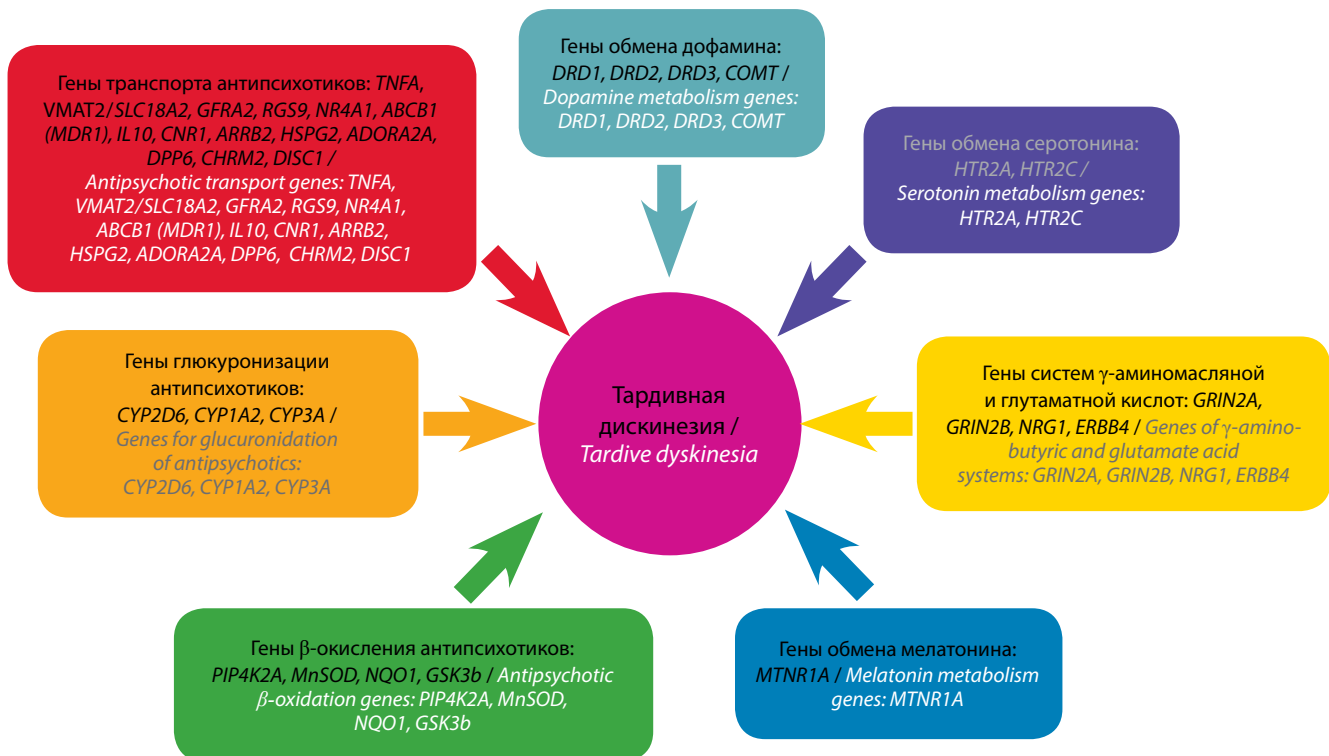 Гены транспорта антипсихотиков: TNFA,
VMAT2/SLC18A2, GFRA2, RGS9, NR4A1, ABCB1
(MDR1), IL10, CNR1, ARRB2, HSPG2, ADORA2A,
DPP6, CHRM2, DISC1 /
Antipsychotic transport genes: TNFA,
VMAT2/SLC18A2, GFRA2, RGS9, NR4A1,
ABCB1 (MDR1), IL10, CNR1, ARRB2,
HSPG2, ADORA2A, DPP6, CHRM2, DISC1
Гены обмена дофамина:
DRD1, DRD2, DRD3, COMT /
Dopamine metabolism genes:
DRD1, DRD2, DRD3, COMT
Гены обмена серотонина:
HTR2A, HTR2C /
Serotonin metabolism genes:
HTR2A, HTR2C
Гены глюкуронизации
антипсихотиков:
CYP2D6, CYP1A2, CYP3A /
Genes for glucuronidation
of antipsychotics:
CYP2D6, CYP1A2, CYP3A
Тардивная
дискинезия /
Tardive dyskinesia
Гены систем γ-аминомасляной
и глутаматной кислот: GRIN2A,
GRIN2B, NRG1, ERBB4 / Genes of γ-amino-
butyric and glutamate acid
systems: GRIN2A, GRIN2B, NRG1, ERBB4
Гены β-окисления антипсихотиков:
PIP4K2A, MnSOD, NQO1, GSK3b / Antipsychotic
β-oxidation genes: PIP4K2A, MnSOD,
NQO1, GSK3b
Гены обмена мелатонина:
MTNR1A / Melatonin metabolism
genes: MTNR1A